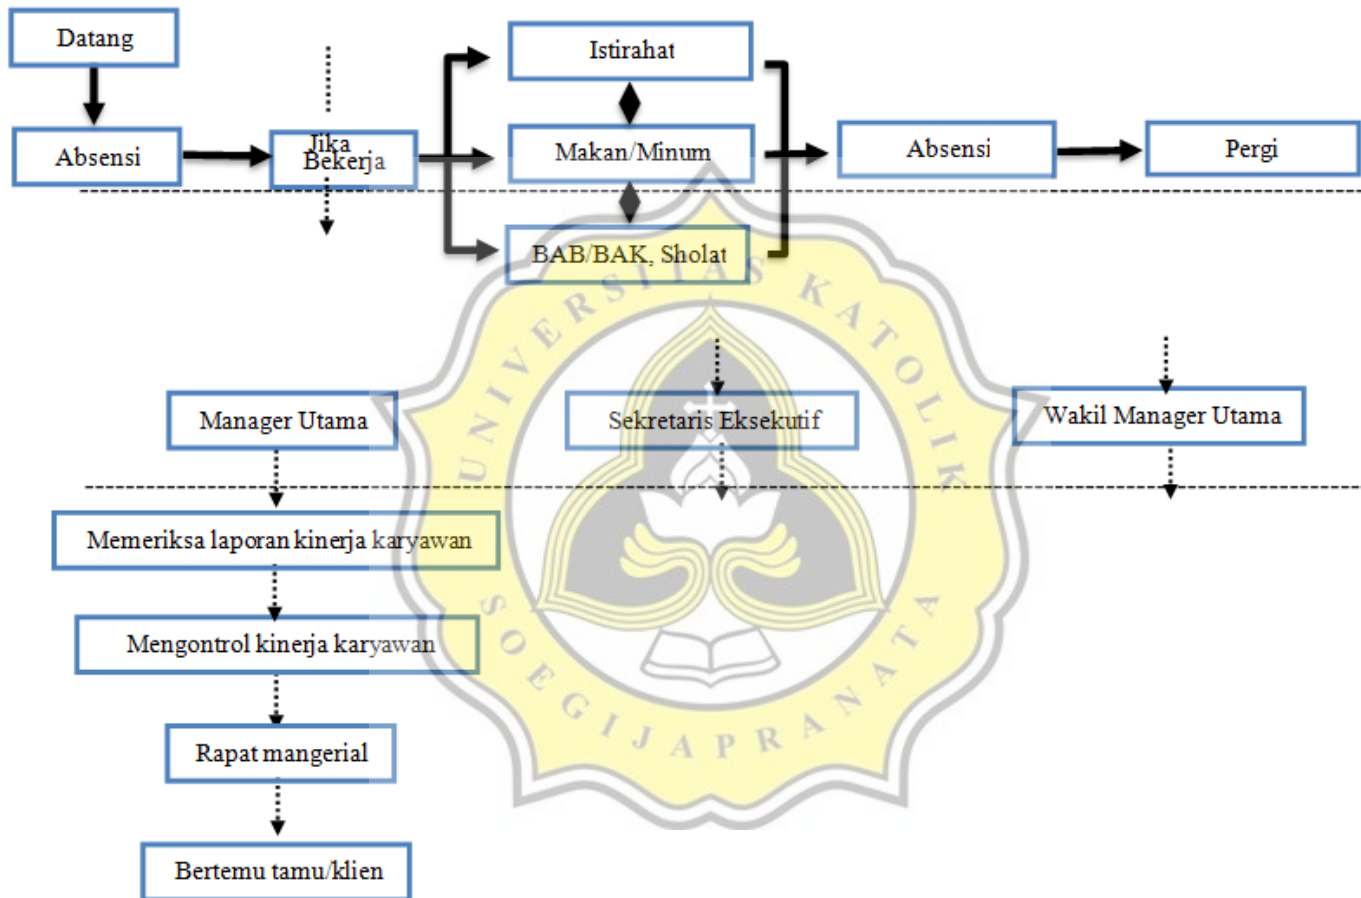 Datang
Istirahat
Absensi
Jika
Bekerja
Makan/Minum
Absensi
Pergi
BAB/BAK, Sholat
UNIVERSITAS KATOLIK
Manager Utama
Sekretaris Eksekutif
Wakil Manager Utama
Memeriksa laporan kinerja karyawan
Mengontrol kinerja karyawan
SOEGIJAPRANATA
Rapat mangerial
Bertemu tamu/klien